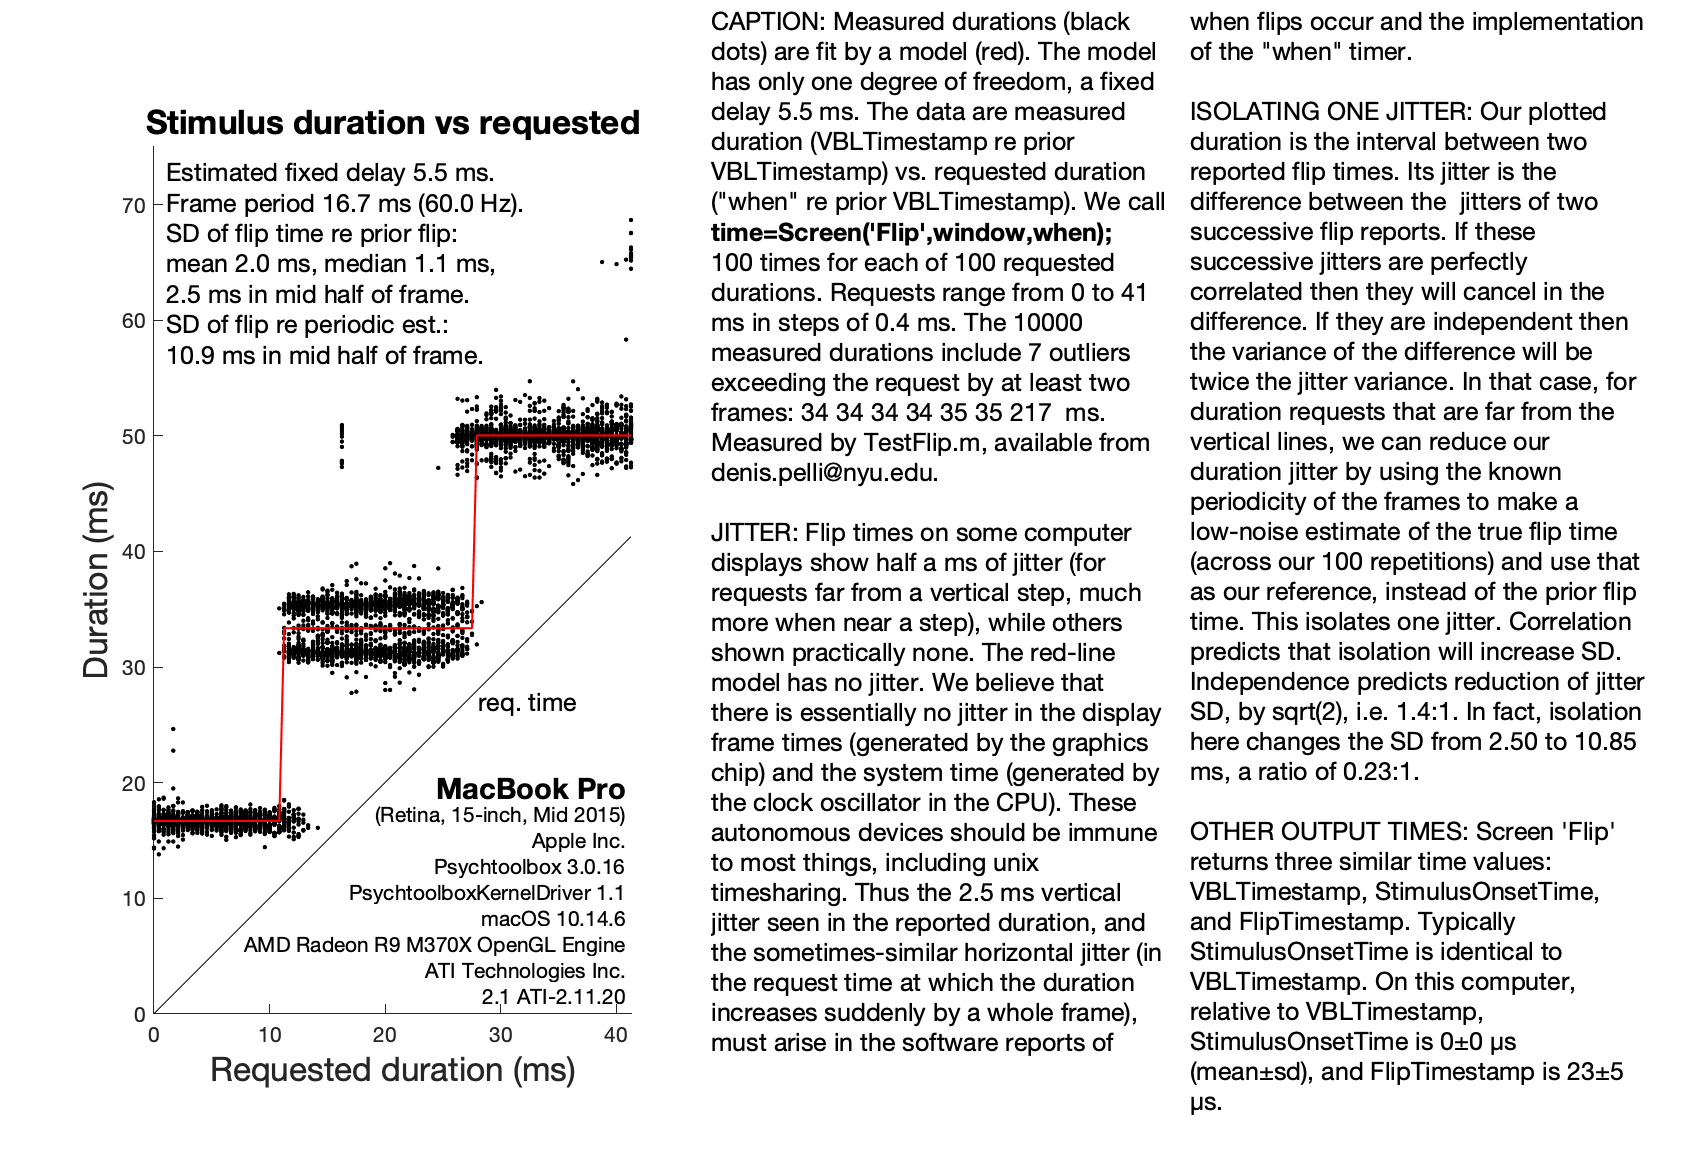 Stimulus duration vs requested
Estimated fixed delay 5.5 ms.
Frame period 16.7 ms (60.0 Hz).
SD of flip time re prior flip:
mean 2.0 ms, median 1.1 ms,
2.5 ms in mid half of frame.
SD of flip re periodic est.:
10.9 ms in mid half of frame.
70
60
50
40
30
20
10
0
Duration (ms)
req. time
MacBook Pro
(Retina, 15-inch, Mid 2015)
Apple Inc.
Psychtoolbox 3.0.16
PsychtoolboxKernelDriver 1.1
macOS 10.14.6
AMD Radeon R9 M370X OpenGL Engine
ATI Technologies Inc.
2.1 ATI-2.11.20
0 10 20 30 40
Requested duration (ms)
CAPTION: Measured durations (black
dots) are fit by a model (red). The model
has only one degree of freedom, a fixed
delay 5.5 ms. The data are measured
duration (VBLTimestamp re prior
VBLTimestamp) vs. requested duration
("when" re prior VBLTimestamp). We call
time=Screen('Flip',window,when);
100 times for each of 100 requested
durations. Requests range from 0 to 41
ms in steps of 0.4 ms. The 10000
measured durations include 7 outliers
exceeding the request by at least two
frames: 34 34 34 34 35 35 217  ms.
Measured by TestFlip.m, available from
denis.pelli@nyu.edu.
JITTER: Flip times on some computer
displays show half a ms of jitter (for
requests far from a vertical step, much
more when near a step), while others
shown practically none. The red-line
model has no jitter. We believe that
there is essentially no jitter in the display
frame times (generated by the graphics
chip) and the system time (generated by
the clock oscillator in the CPU). These
autonomous devices should be immune
to most things, including unix
timesharing. Thus the 2.5 ms vertical
jitter seen in the reported duration, and
the sometimes-similar horizontal jitter (in
the request time at which the duration
increases suddenly by a whole frame),
must arise in the software reports of
when flips occur and the implementation
of the "when" timer.
ISOLATING ONE JITTER: Our plotted
duration is the interval between two
reported flip times. Its jitter is the
difference between the  jitters of two
successive flip reports. If these
successive jitters are perfectly
correlated then they will cancel in the
difference. If they are independent then
the variance of the difference will be
twice the jitter variance. In that case, for
duration requests that are far from the
vertical lines, we can reduce our
duration jitter by using the known
periodicity of the frames to make a
low-noise estimate of the true flip time
(across our 100 repetitions) and use that
as our reference, instead of the prior flip
time. This isolates one jitter. Correlation
predicts that isolation will increase SD.
Independence predicts reduction of jitter
SD, by sqrt(2), i.e. 1.4:1. In fact, isolation
here changes the SD from 2.50 to 10.85
ms, a ratio of 0.23:1.
OTHER OUTPUT TIMES: Screen 'Flip'
returns three similar time values:
VBLTimestamp, StimulusOnsetTime,
and FlipTimestamp. Typically
StimulusOnsetTime is identical to
VBLTimestamp. On this computer,
relative to VBLTimestamp,
StimulusOnsetTime is 0±0 µs
(mean±sd), and FlipTimestamp is 23±5
µs.